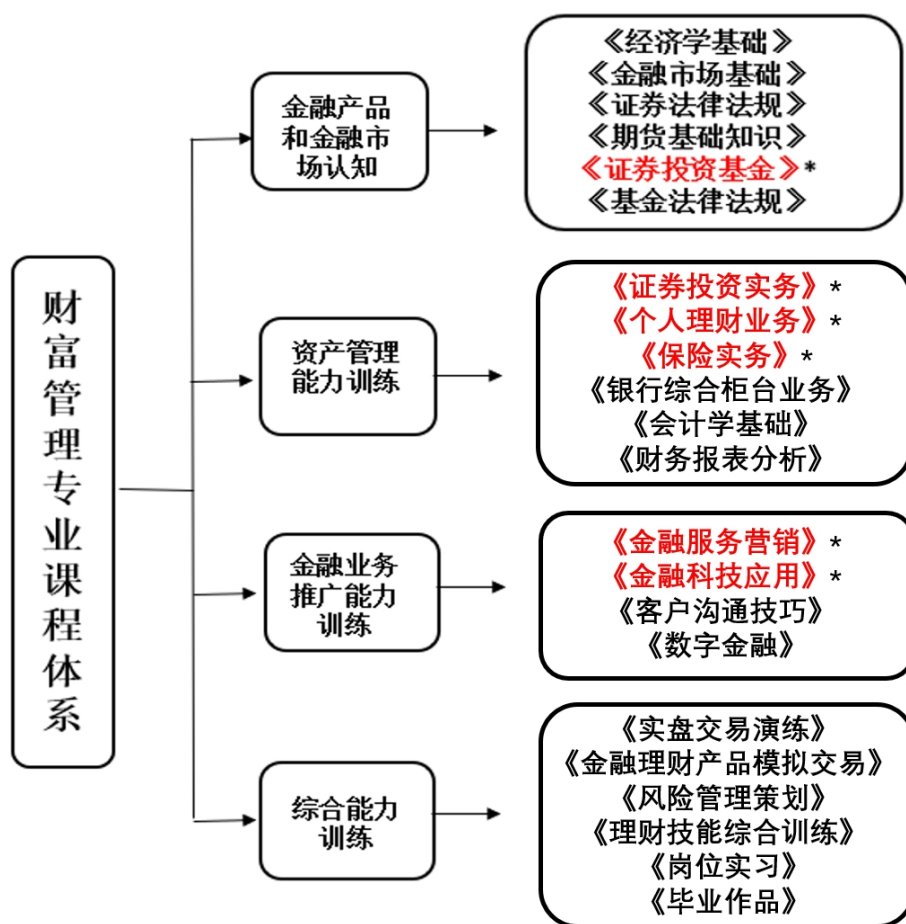 财富管理专业课程体系
金融产品
和金融市
场认知
《经济学基础》
《金融市场基础》
《证券法律法规》
《期货基础知识》
《证券投资基金》*
《基金法律法规》
资产管理
能力训练
《证券投资实务》*
《个人理财业务》*
《保险实务》*
《银行综合柜台业务》
《会计学基础》
《财务报表分析》
金融业务
推广能力
训练
《金融服务营销》*
《金融科技应用》*
《客户沟通技巧》
《数字金融》
综合能力
训练
《实盘交易演练》
《金融理财产品模拟交易》
《风险管理策划》
《理财技能综合训练》
《岗位实习》
《毕业作品》